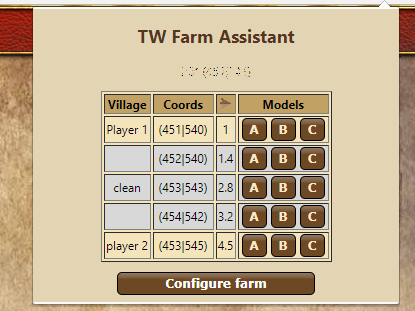 TW Farm Assistant
Village Coords Models
Player 1 (451|540) 1 A B C
(452|540) 1.4 A B C
clean (453|543) 2.8 A B C
(454|542) 3.2 A B C
player 2 (453|545) 4.5 A B C
Configure farm